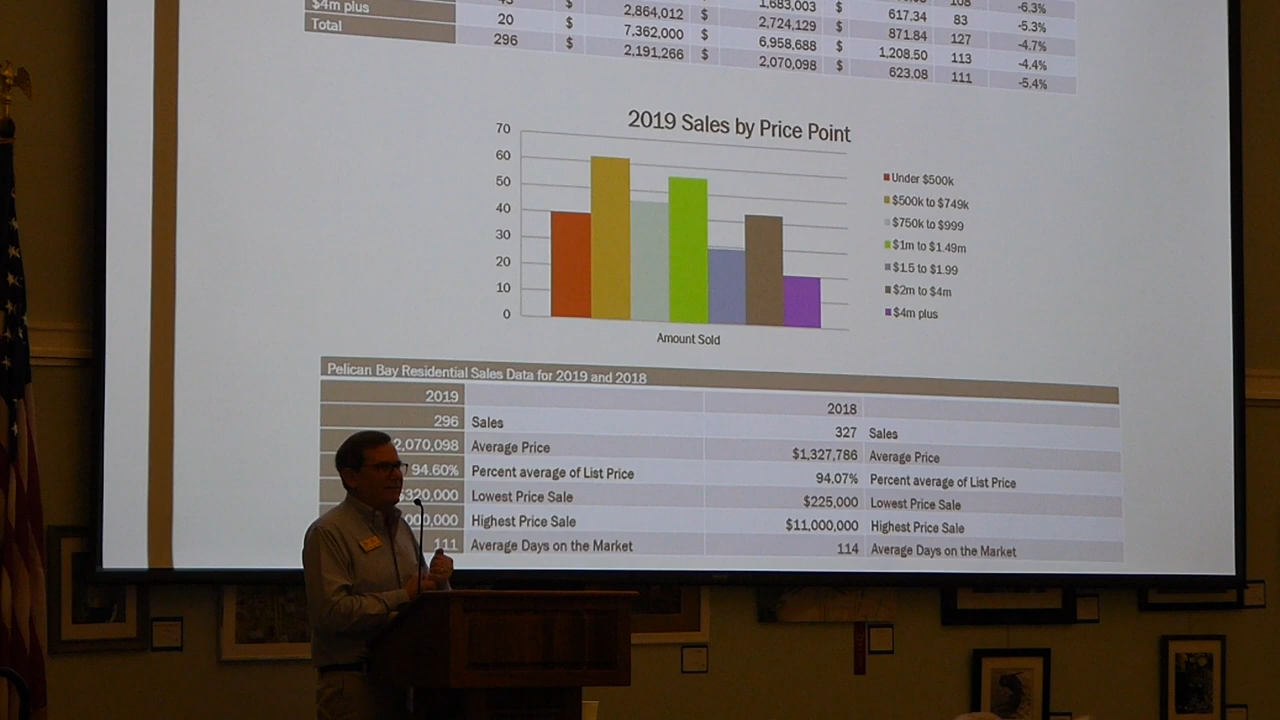 $4m plus
Total
2,864,012 $ 1,683,003 $ 617.34 83 -6.3%
20 $ 7,362,000 $ 2,724,129 $ 871.84 127 -5.3%
296 $ 2,191,266 $ 6,958,688 $ 1,208.50 113 -4.7%
2,070,098 $ 623.08 111 -4.4%
-5.4%
2019 Sales by Price Point
70
60
50
40
30
20
10
0
Amount Sold
Under $500k
$500k to $749k
$750k to $999
$1m to $1.49m
$1.5 to $1.99
$2m to $4m
$4m plus
Pelican Bay Residential Sales Data for 2019 and 2018
2019 2018
296 Sales 327 Sales
2,070,098 Average Price $1,327,786 Average Price
94.60% Percent average of List Price 94.07% Percent average of List Price
320,000 Lowest Price Sale $225,000 Lowest Price Sale
000,000 Highest Price Sale $11,000,000 Highest Price Sale
111 Average Days on the Market 114 Average Days on the Market